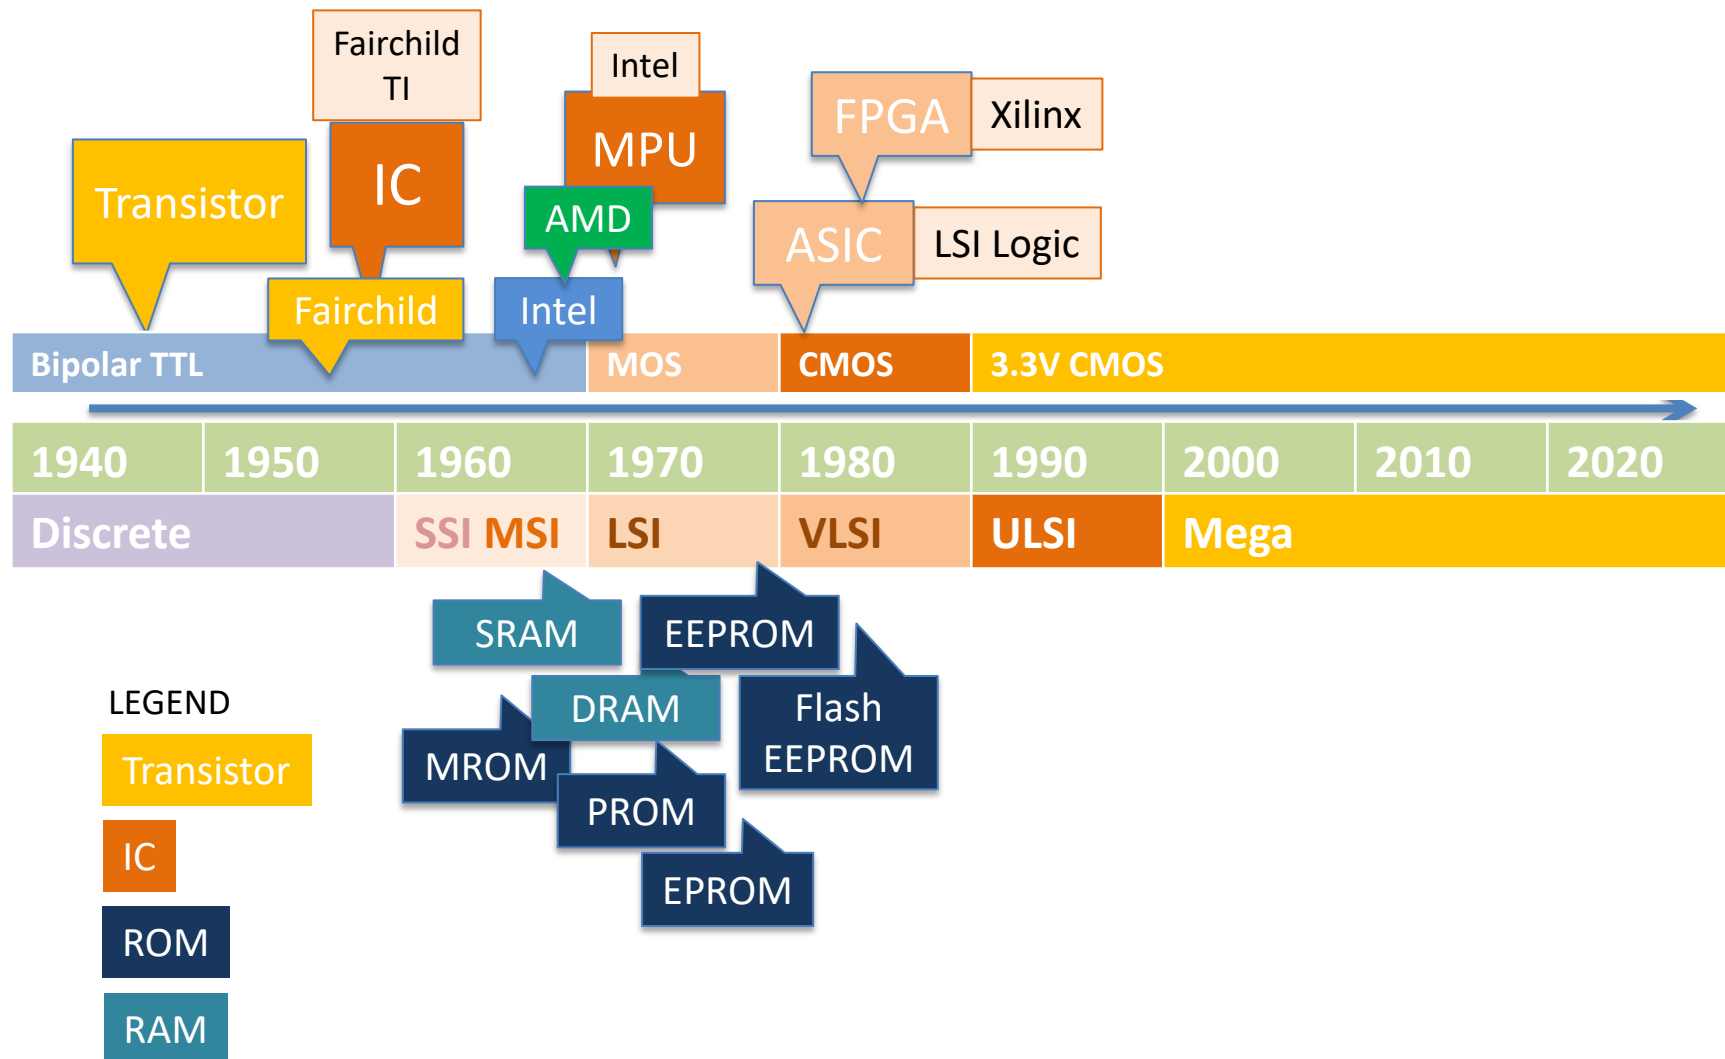 Fairchild
TI
Intel
Transistor
IC
MPU
FPGA
Xilinx
AMD
ASIC
LSI Logic
Fairchild
Intel
Bipolar TTL
MOS
CMOS
3.3V CMOS
1940
1950
1960
1970
1980
1990
2000
2010
2020
Discrete
SSI MSI
LSI
VLSI
ULSI
Mega
SRAM
EEPROM
DRAM
Flash
EEPROM
MROM
PROM
EPROM
LEGEND
Transistor
IC
ROM
RAM